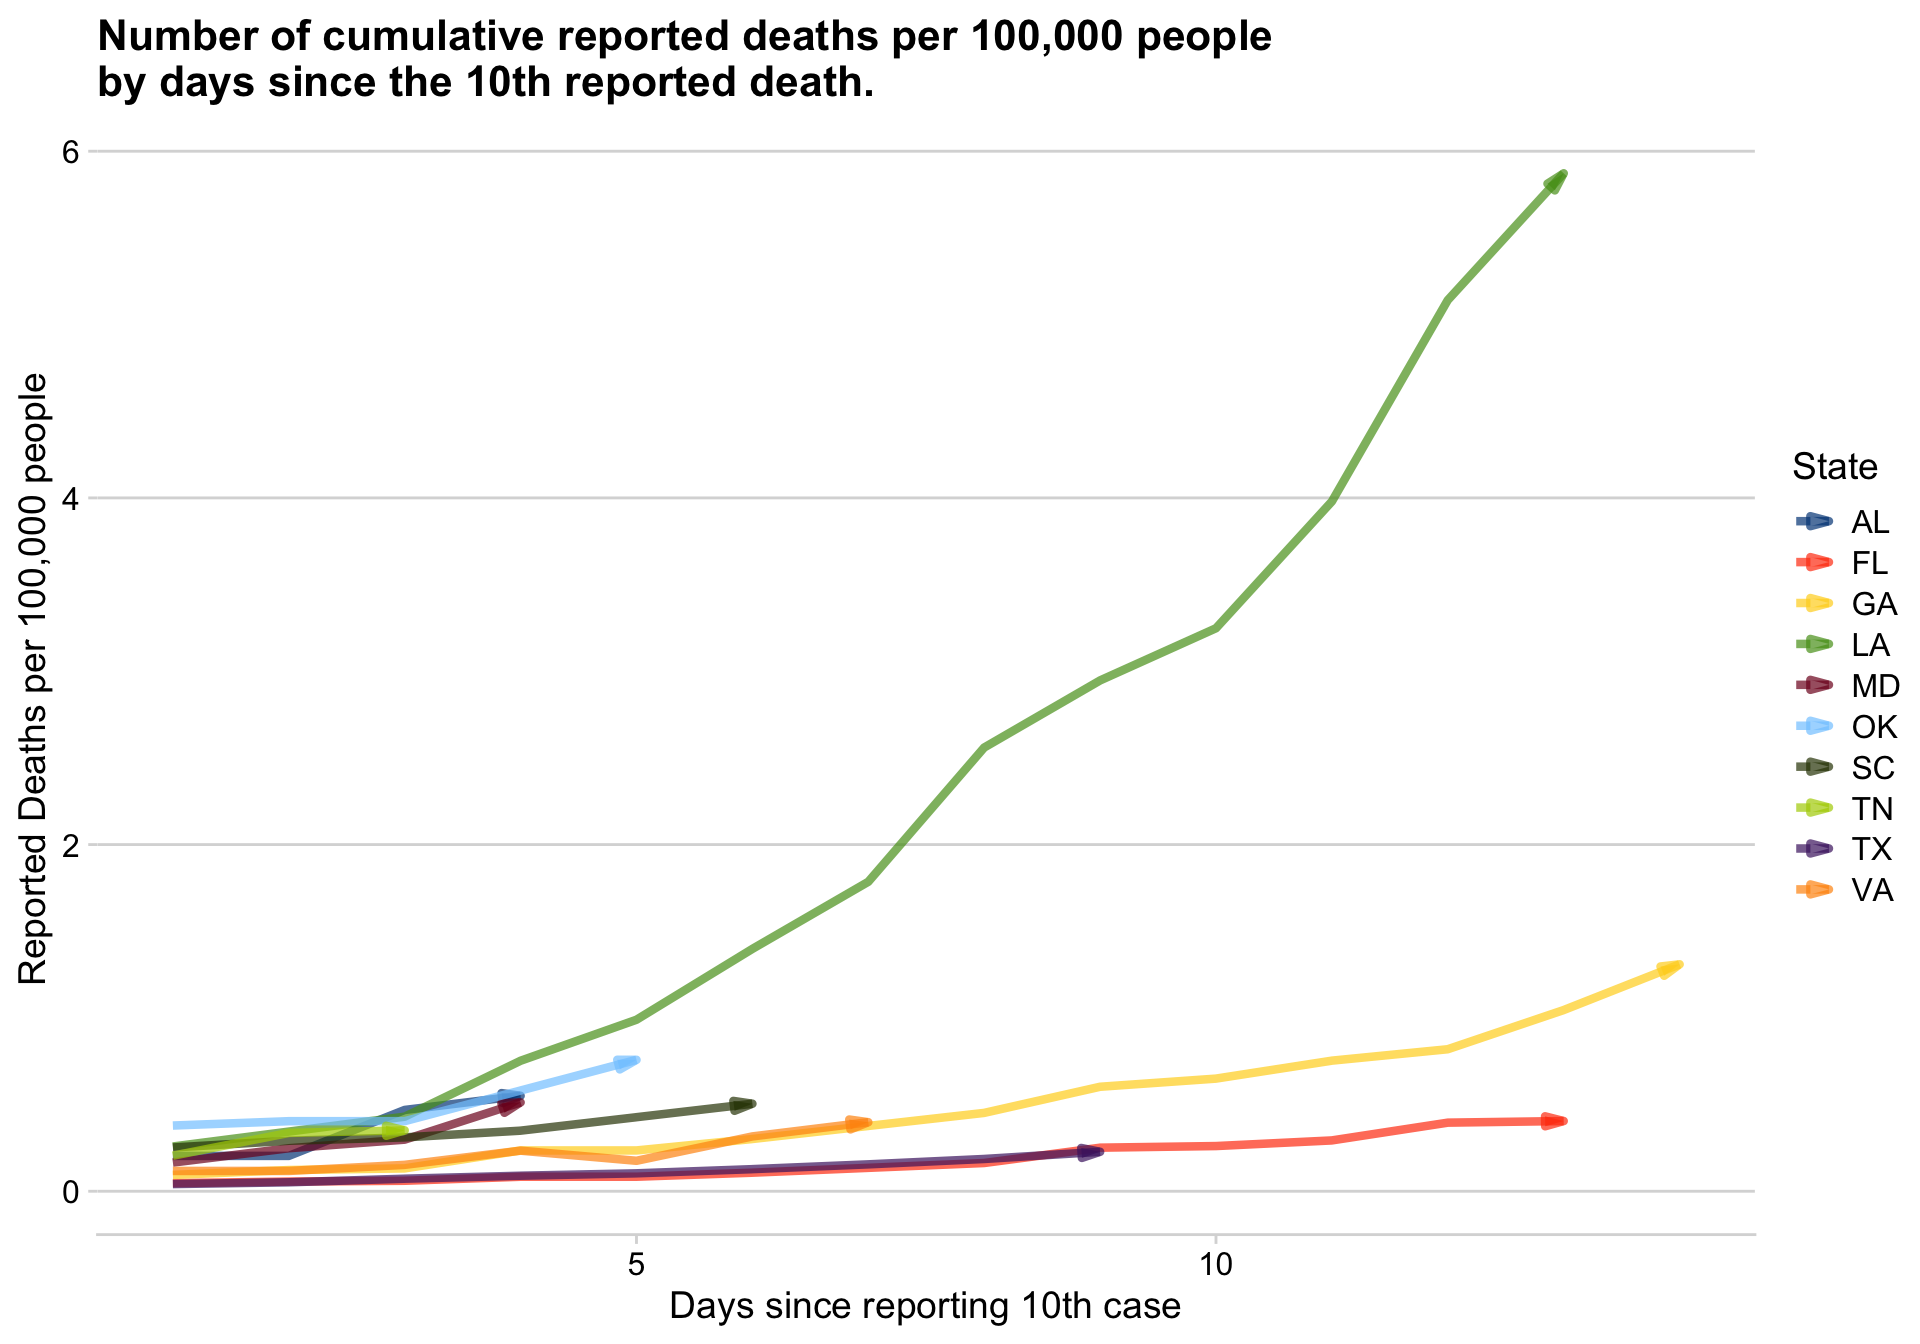 Number of cumulative reported deaths per 100,000 people
by days since the 10th reported death.
Reported Deaths per 100,000 people
6
4
2
0
5
10
Days since reporting 10th case
State
AL
FL
GA
LA
MD
OK
SC
TN
TX
VA